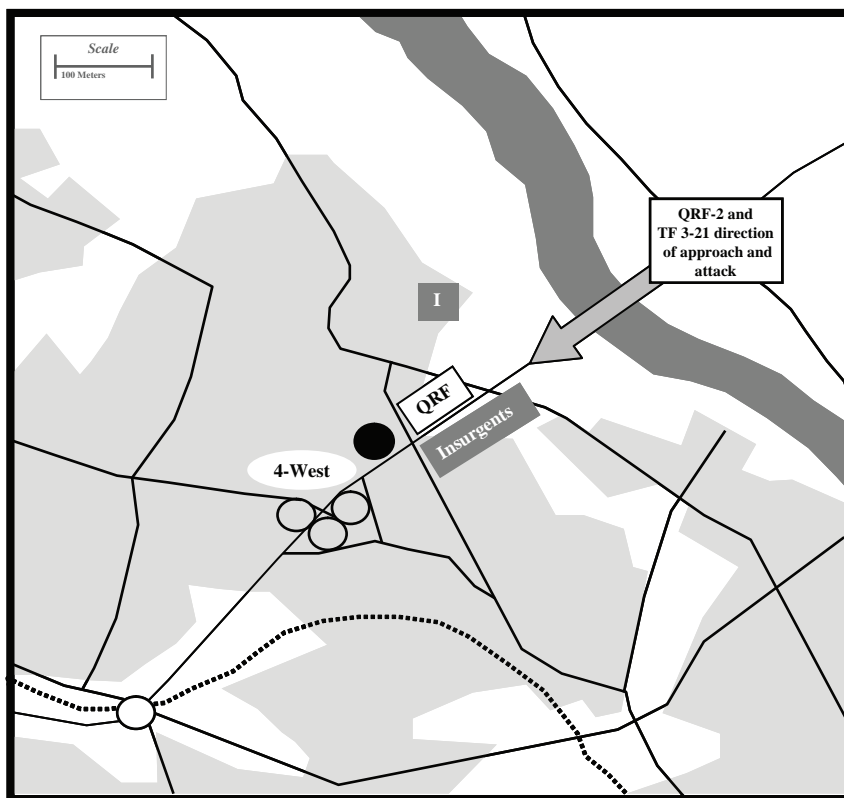 Scale
100 Meters
QRF-2 and
TF 3-21 direction
of approach and
attack
I
QRF
Insurgents
4-West